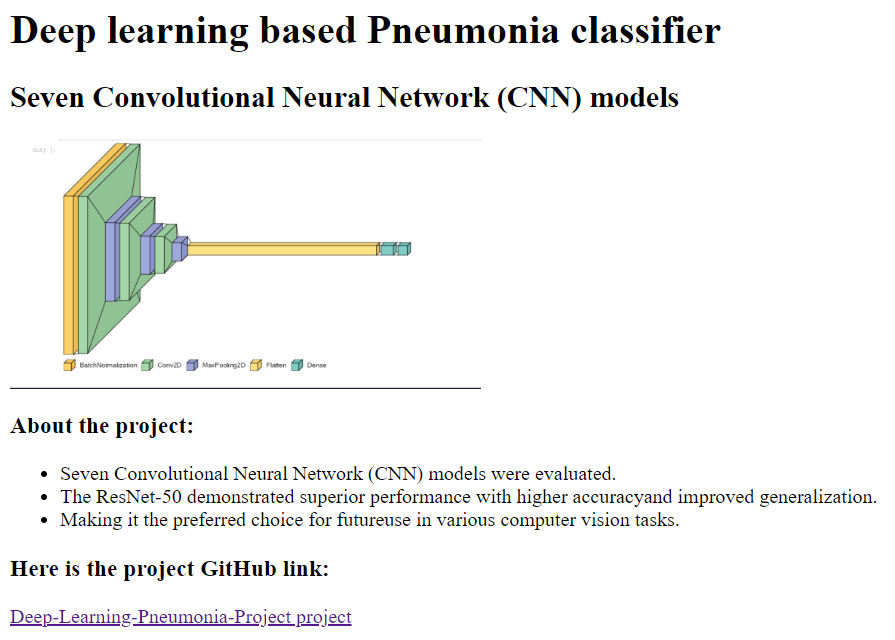 Deep learning based Pneumonia classifier
Seven Convolutional Neural Network (CNN) models
Out[ ]:
BatchNormalization Conv2D MaxPooling2D Flatten Dense
About the project:
• Seven Convolutional Neural Network (CNN) models were evaluated.
• The ResNet-50 demonstrated superior performance with higher accuracyand improved generalization.
• Making it the preferred choice for futureuse in various computer vision tasks.
Here is the project GitHub link:
Deep-Learning-Pneumonia-Project project